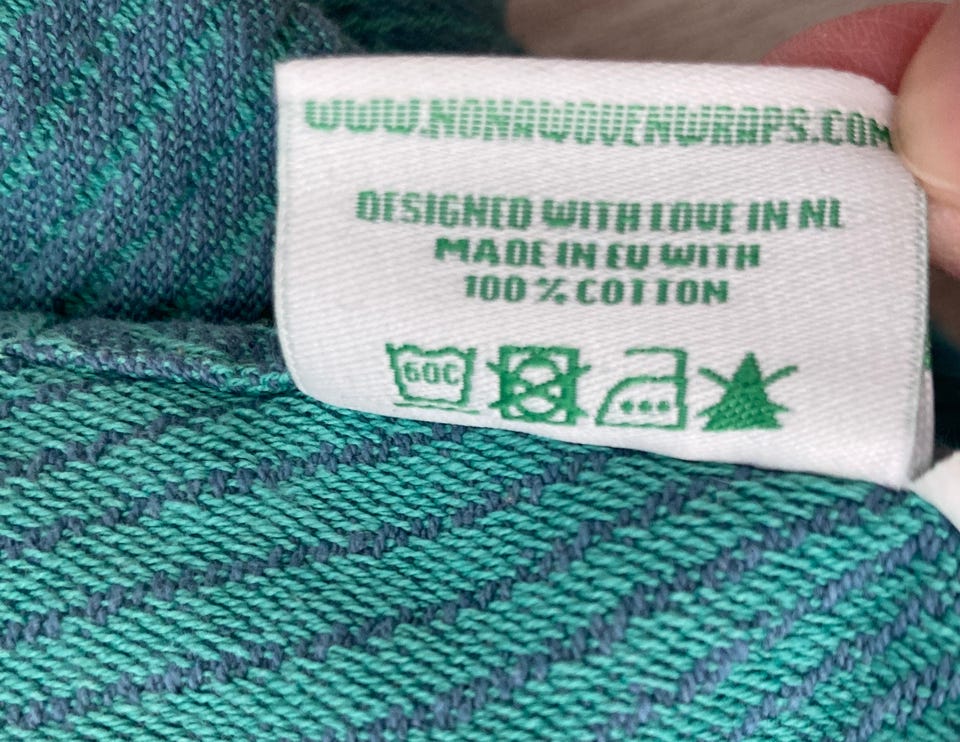 WWW.NONAWOVENWRAPS.COM
DESIGNED WITH LOVE IN NL
MADE IN EU WITH
100 % COTTON
60C